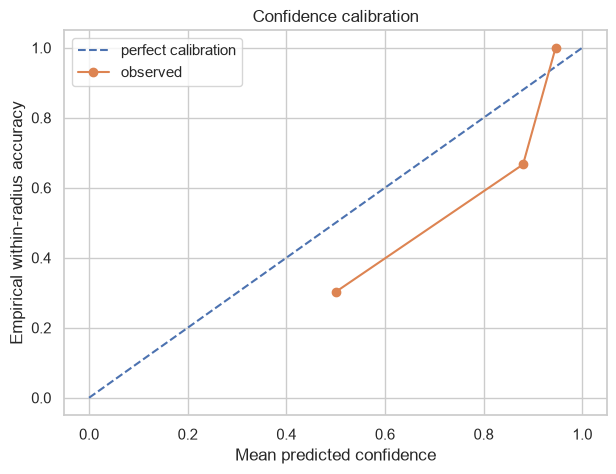 Confidence calibration
perfect calibration
observed
Empirical within-radius accuracy
1.0
0.8
0.6
0.4
0.2
0.0
0.0 0.2 0.4 0.6 0.8 1.0
Mean predicted confidence